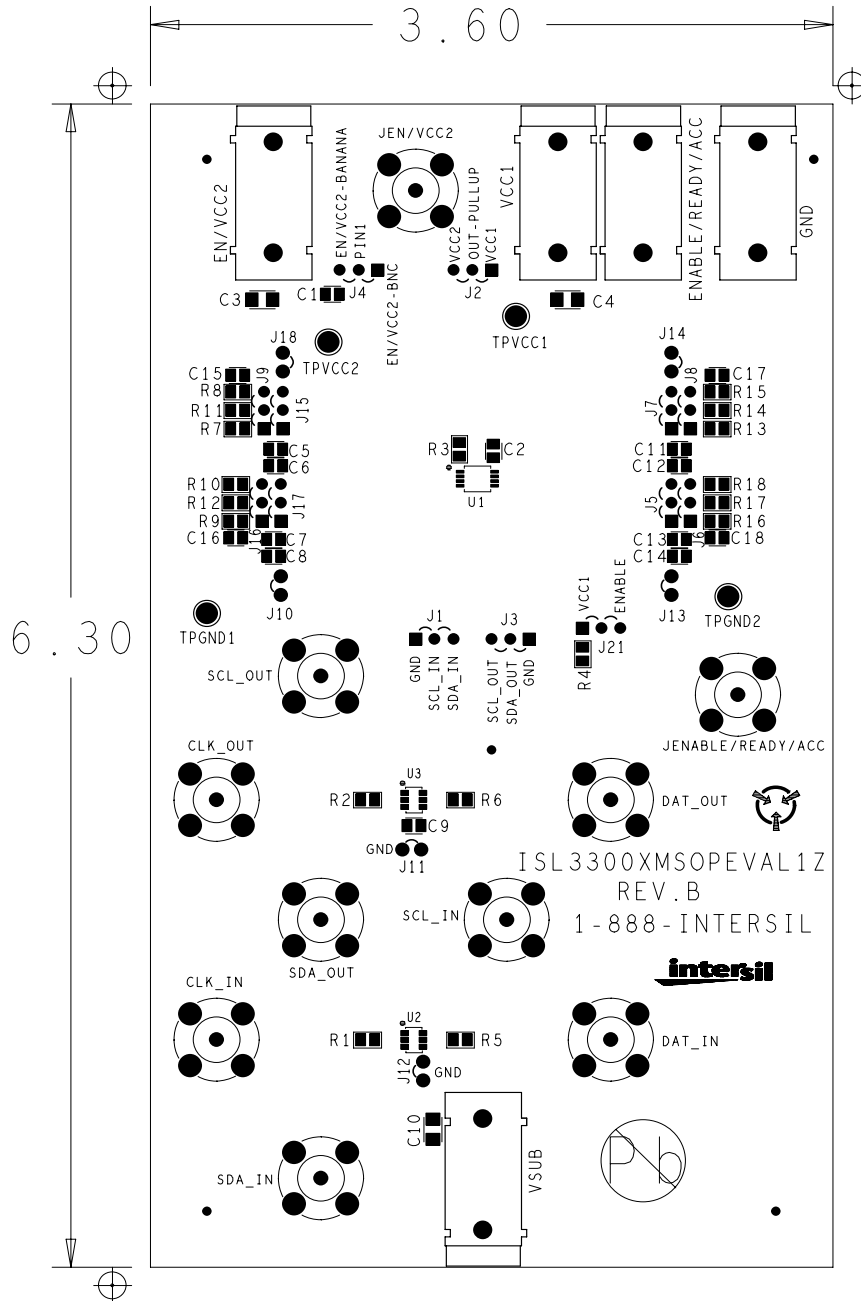 3.60
6.30
EN/VCC2
JEN/VCC2
EN/VCC2-BANANA
PIN1
EN/VCC2-BNC
J4
VCC2
OUT-PULLUP
VCC1
J2
VCC1
ENABLE/READY/ACC
GND
C3
C1
C4
TPVCC2
TPVCC1
J18
J14
C15
R8
R11
R7
J9
J15
C5
C6
R3
C2
U1
J7
J8
C17
R15
R14
R13
C11
C12
R10
R12
R9
C16
J16
J17
C7
C8
J10
J5
J6
R18
R17
R16
C18
C13
C14
J13
TPGND1
TPGND2
J1
GND
SCL_IN
SDA_IN
J3
SCL_OUT
SDA_OUT
GND
VCC1
ENABLE
J21
R4
SCL_OUT
JENABLE/READY/ACC
CLK_OUT
R2
U3
R6
C9
GND
J11
DAT_OUT
ISL3300XMSOPEVAL1Z
REV.B
1-888-INTERSIL
intersil
SDA_OUT
SCL_IN
CLK_IN
R1
U2
R5
J12
GND
DAT_IN
C10
VSUB
SDA_IN
Pb